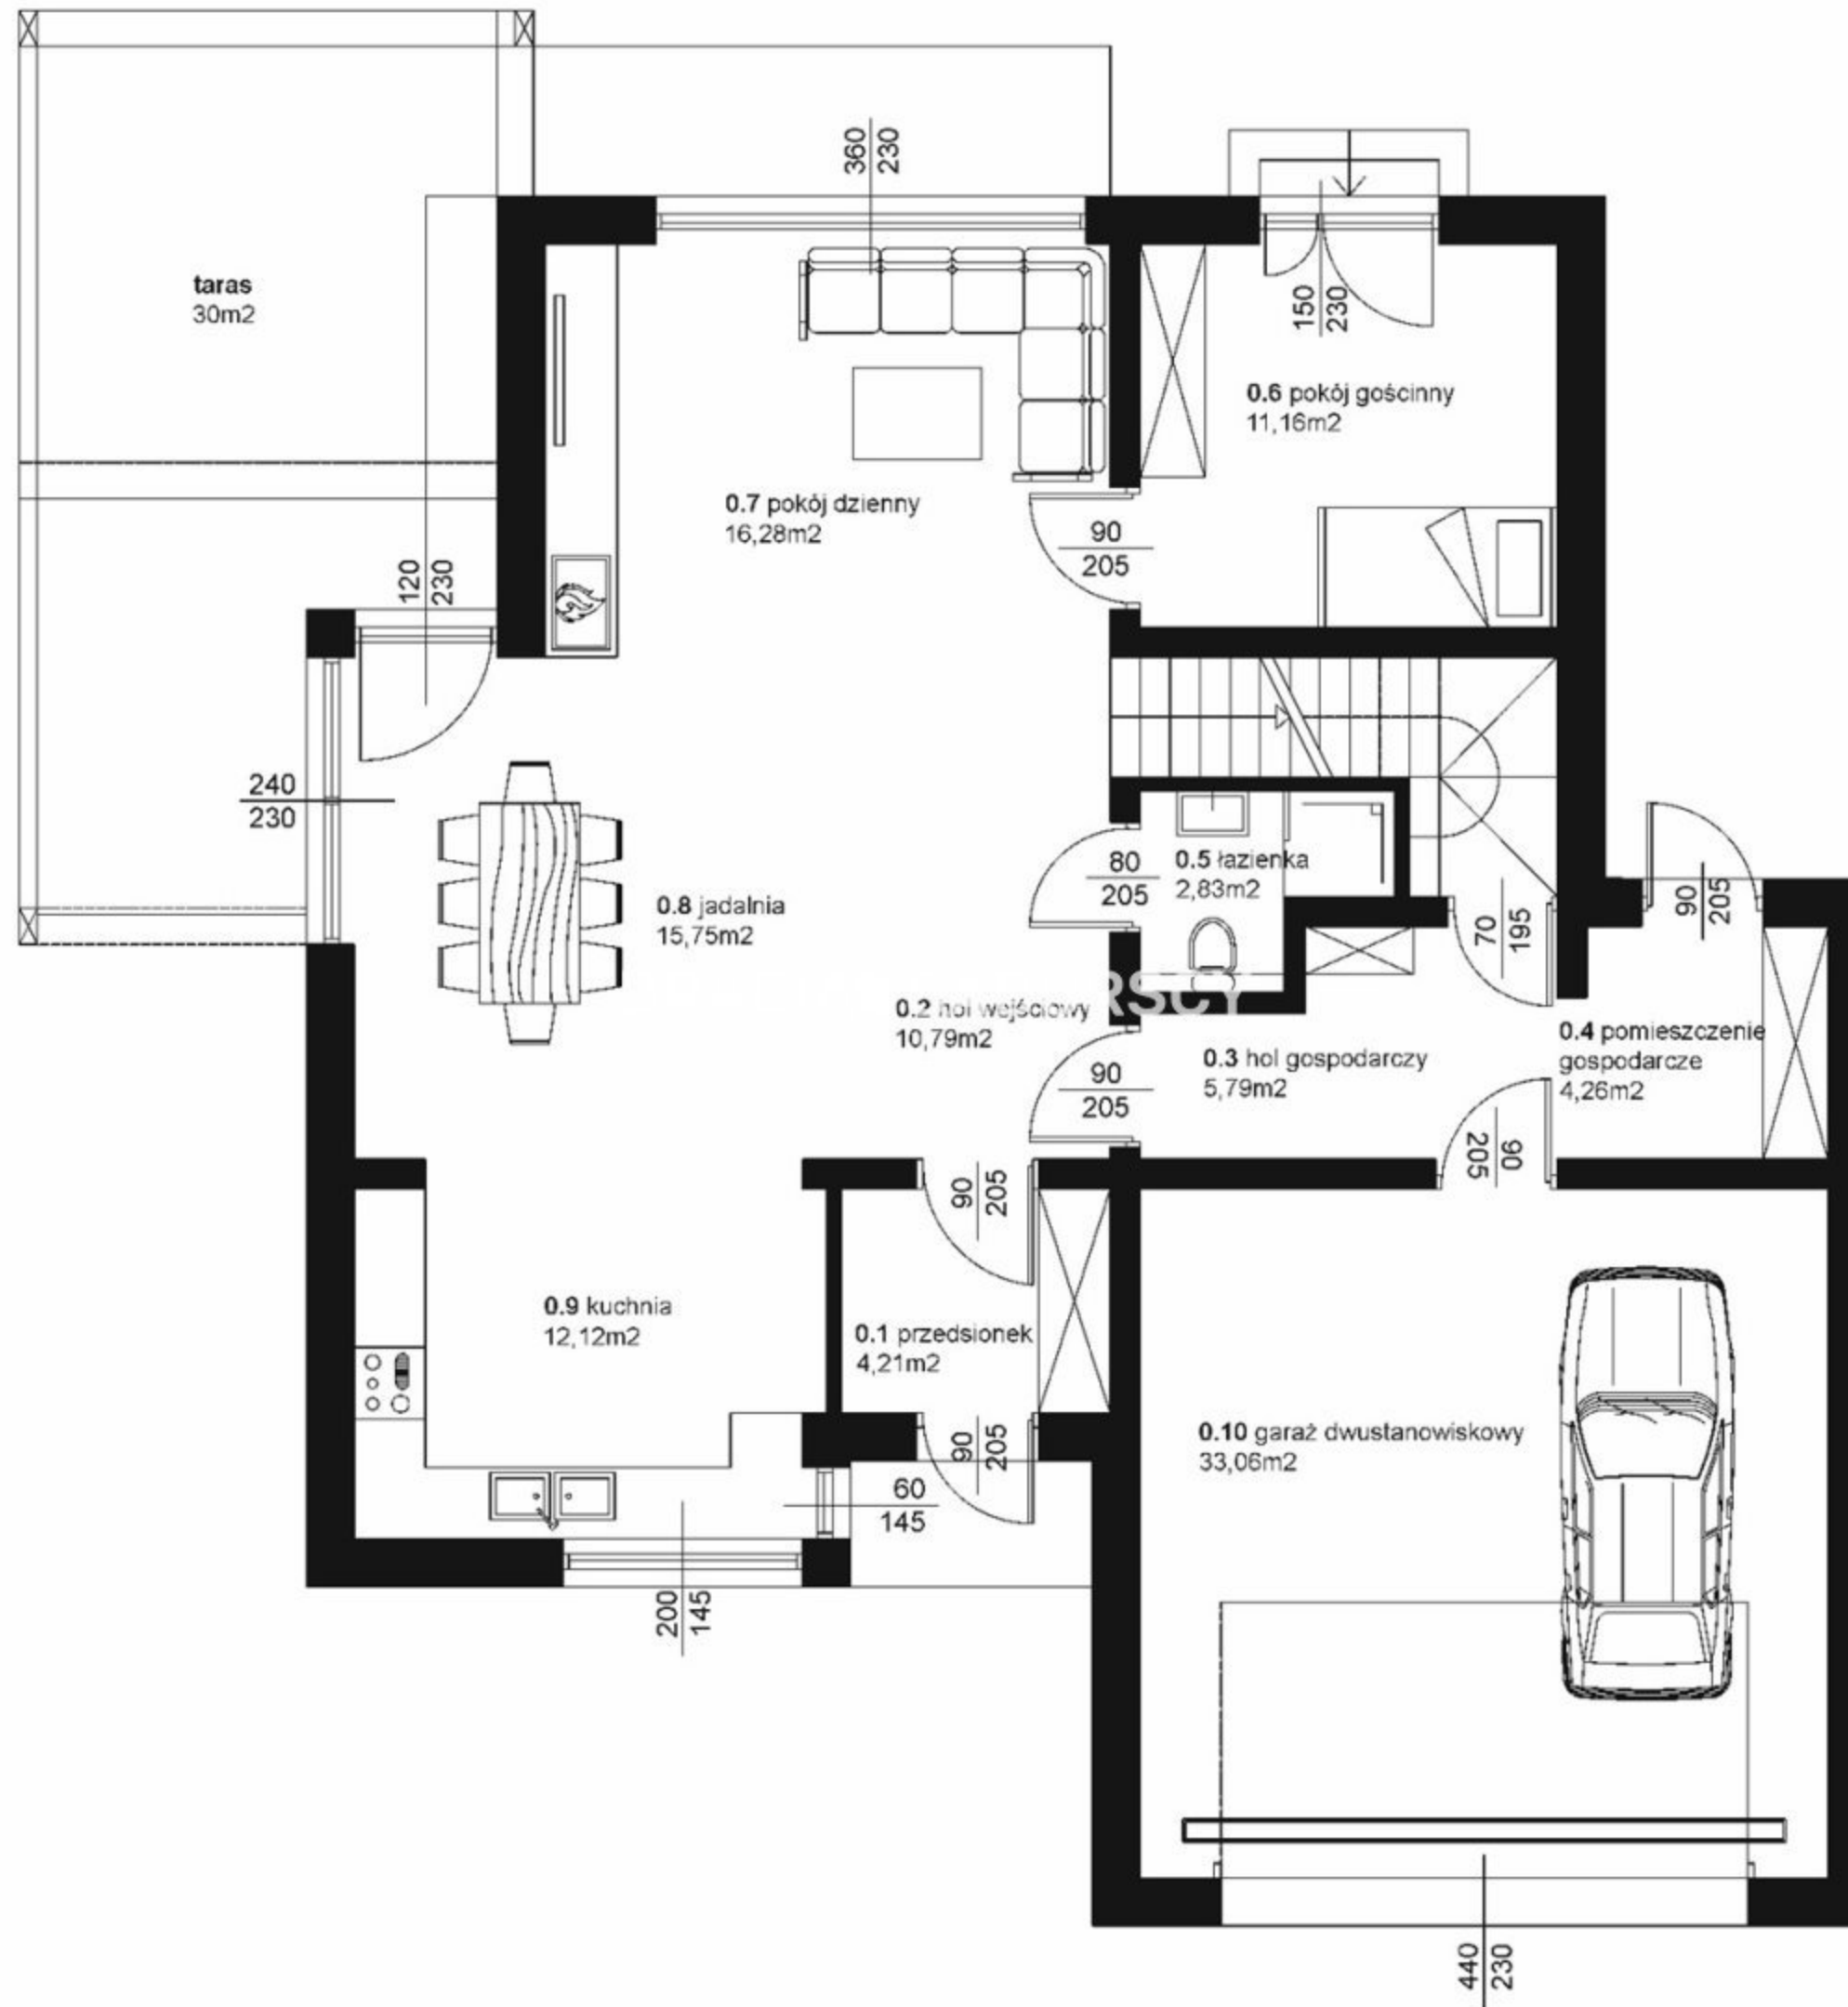 360
230
taras
30m2
150
230
0.6 pokój gościnny
11,16m2
0.7 pokój dzienny
16,28m2
90
205
120
230
240
230
80
205
0.5 łazienka
2,83m2
90
205
0.8 jadalnia
15,75m2
70
195
0.2 hol wejściowy
10,79m2
RSCY
0.4 pomieszczenie
gospodarcze
4,26m2
0.3 hol gospodarczy
5,79m2
90
205
90
205
90
205
0.9 kuchnia
12,12m2
0.1 przedsionek
4,21m2
0.10 garaż dwustanowiskowy
33,06m2
90
205
60
145
200
145
440
230